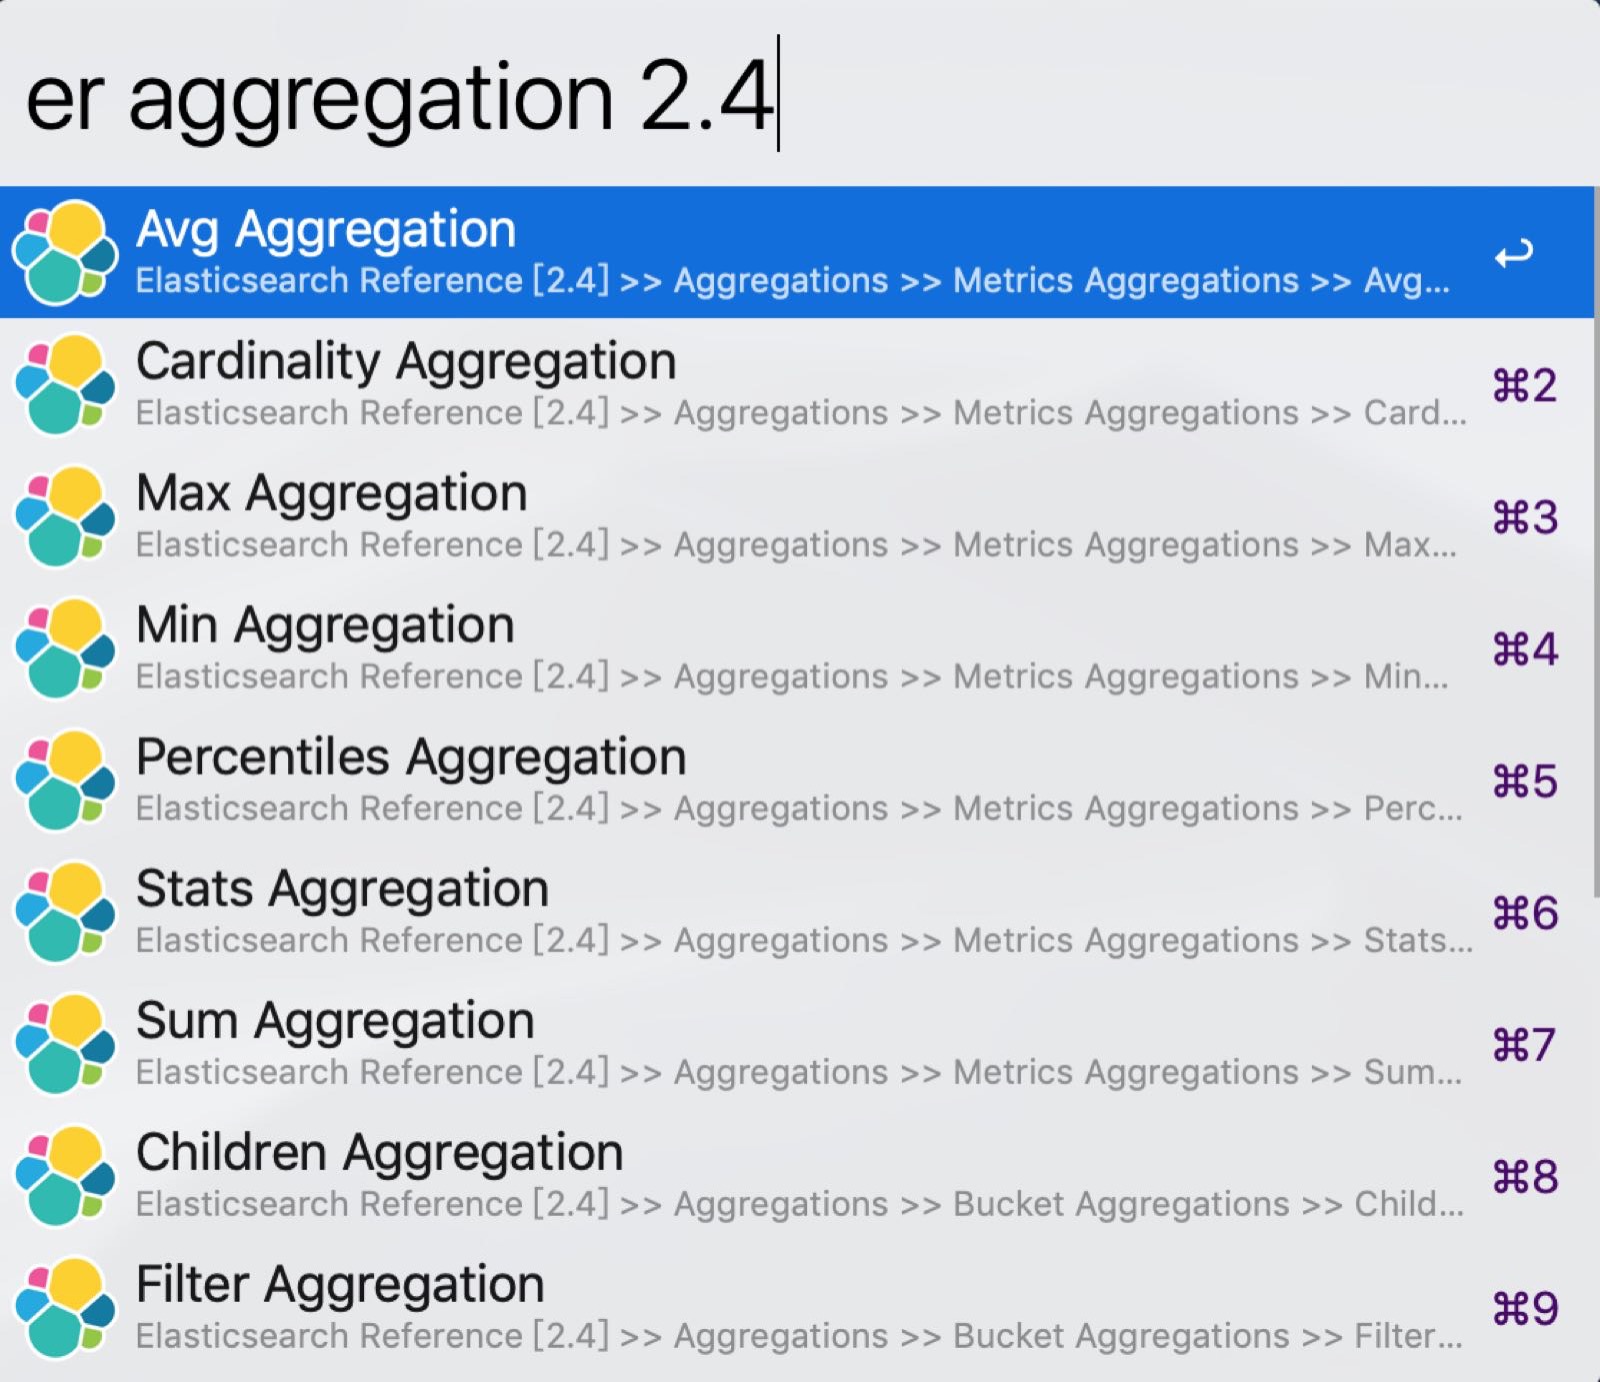 er aggregation 2.4
Avg Aggregation
Elasticsearch Reference [2.4] >> Aggregations >> Metrics Aggregations >> Avg...
Cardinality Aggregation
Elasticsearch Reference [2.4] >> Aggregations >> Metrics Aggregations >> Card...
⌘2
Max Aggregation
Elasticsearch Reference [2.4] >> Aggregations >> Metrics Aggregations >> Max...
⌘3
Min Aggregation
Elasticsearch Reference [2.4] >> Aggregations >> Metrics Aggregations >> Min...
⌘4
Percentiles Aggregation
Elasticsearch Reference [2.4] >> Aggregations >> Metrics Aggregations >> Perc...
⌘5
Stats Aggregation
Elasticsearch Reference [2.4] >> Aggregations >> Metrics Aggregations >> Stats...
⌘6
Sum Aggregation
Elasticsearch Reference [2.4] >> Aggregations >> Metrics Aggregations >> Sum...
⌘7
Children Aggregation
Elasticsearch Reference [2.4] >> Aggregations >> Bucket Aggregations >> Child...
⌘8
Filter Aggregation
Elasticsearch Reference [2.4] >> Aggregations >> Bucket Aggregations >> Filter...
⌘9